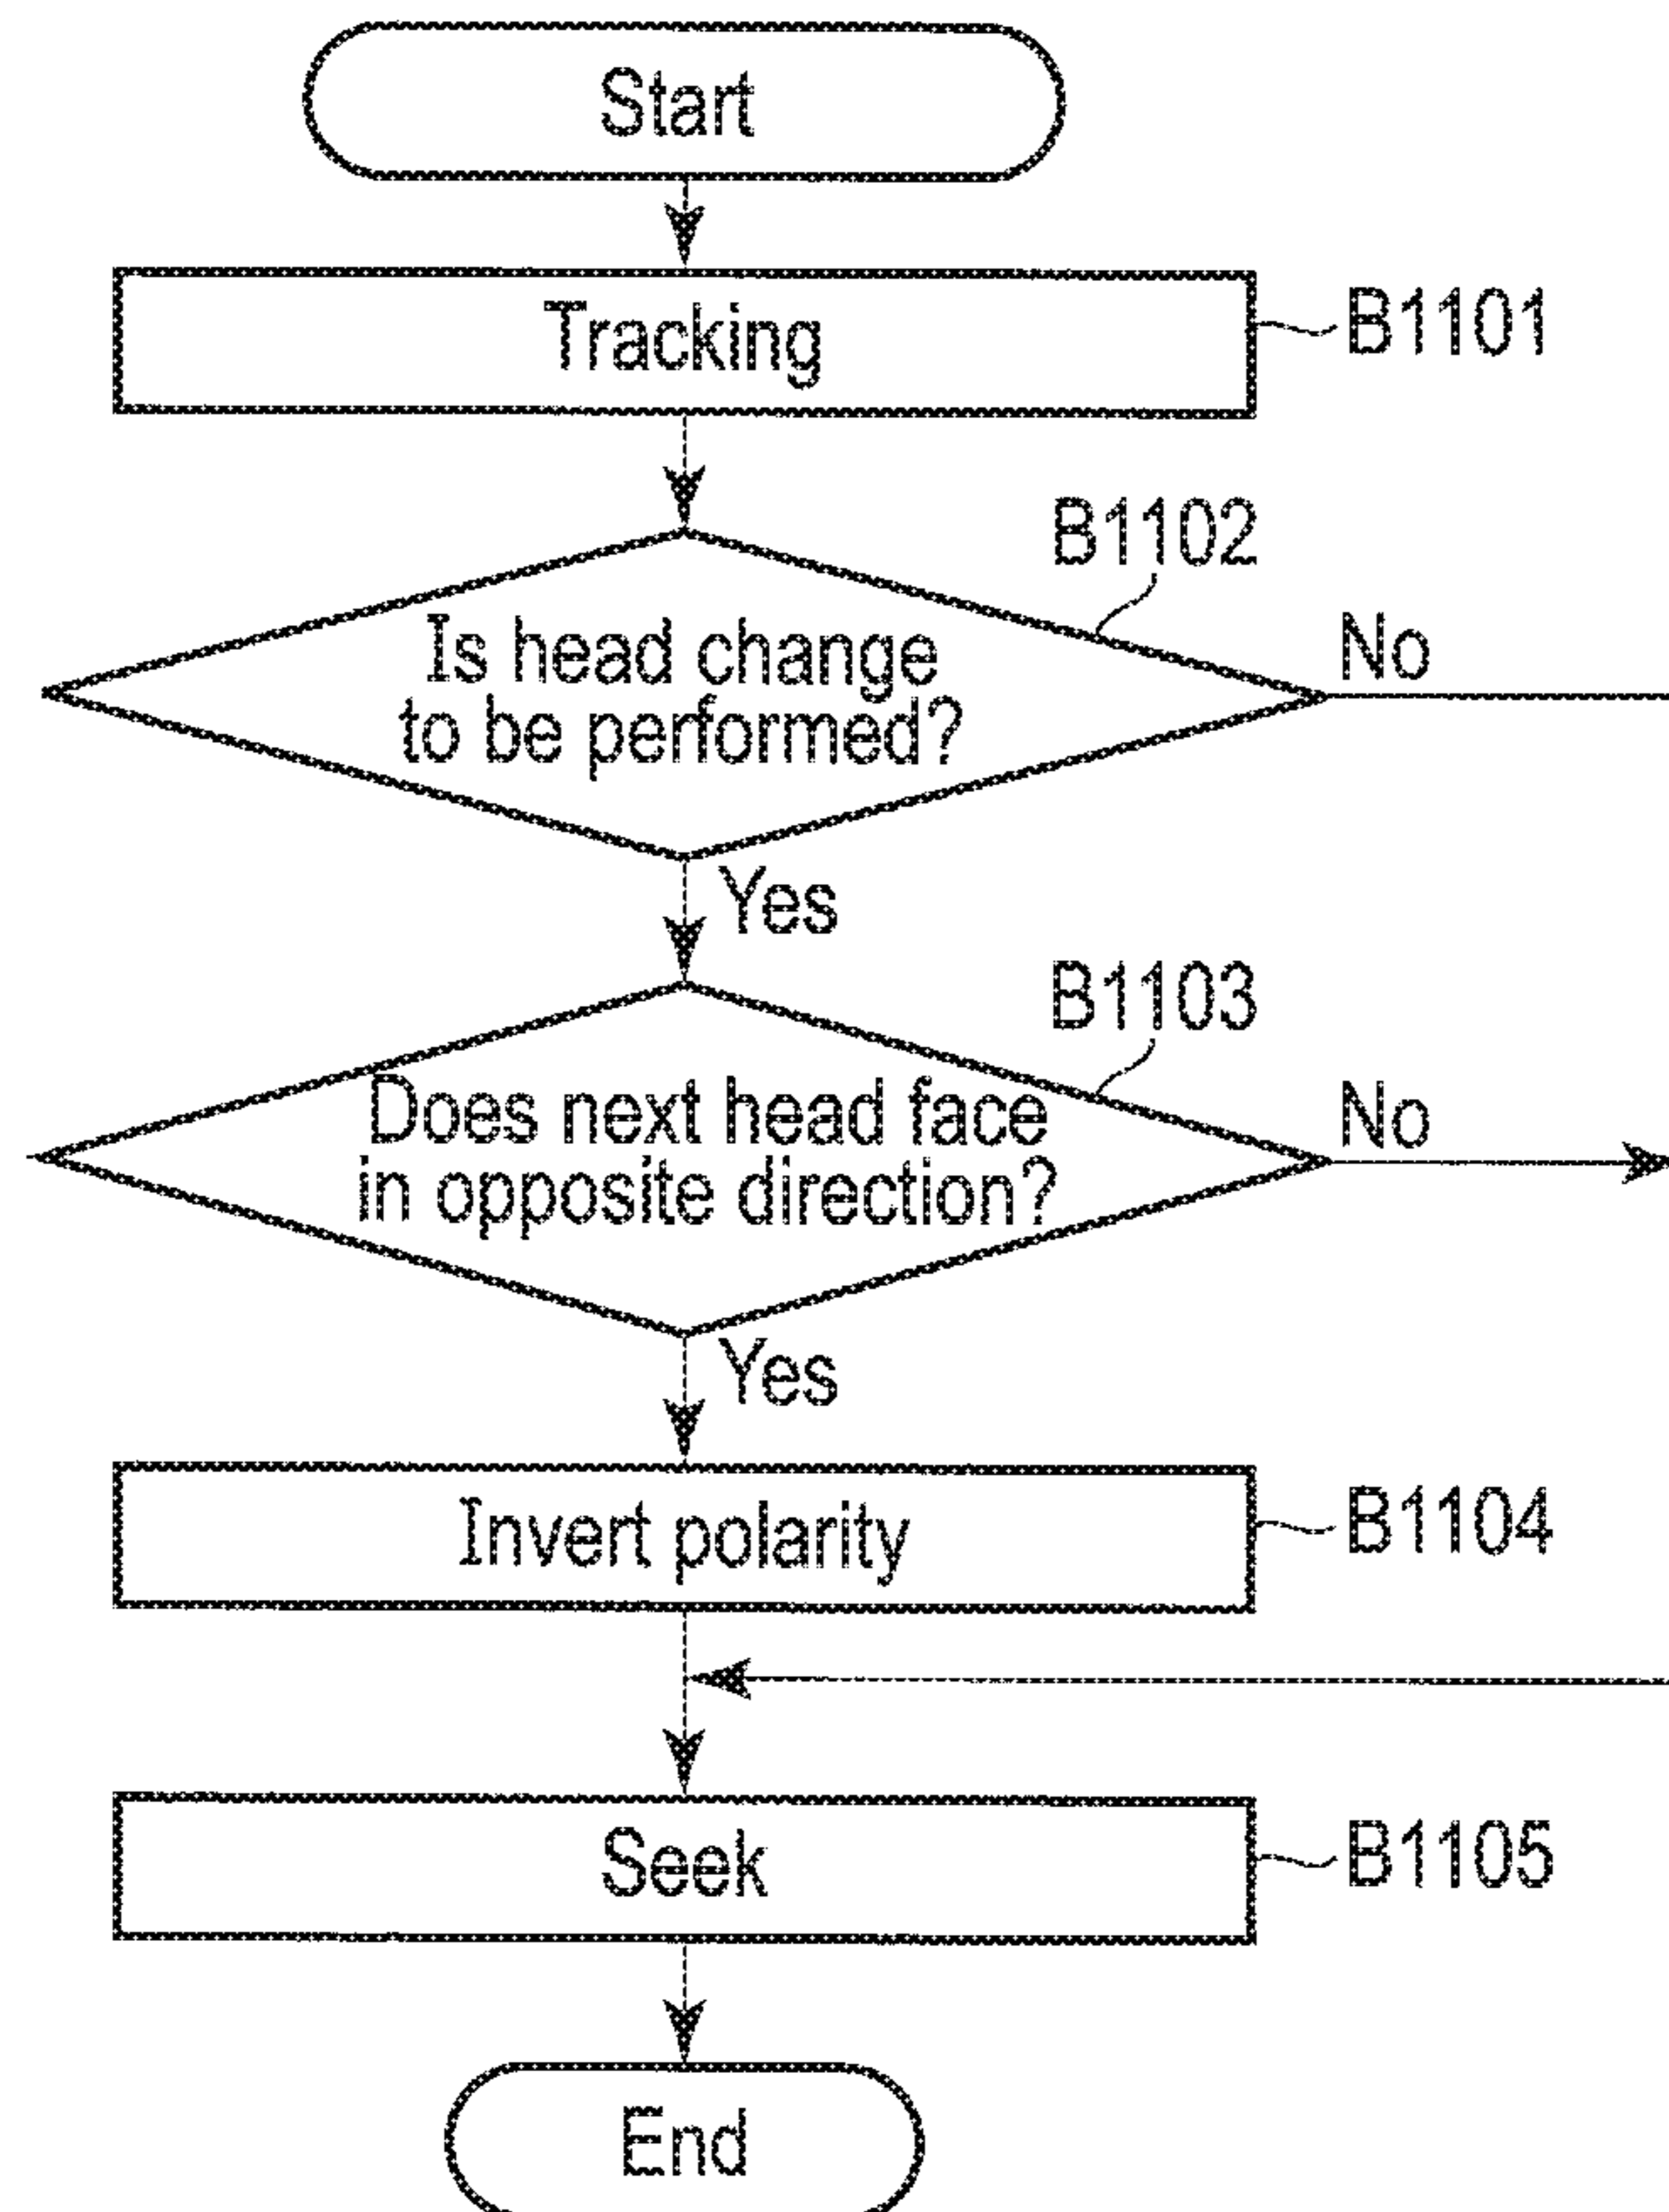 Start
Tracking
B1101
B1102
Is head change
to be performed?
No
Yes
B1103
Does next head face
in opposite direction?
No
Yes
Invert polarity
B1104
Seek
B1105
End